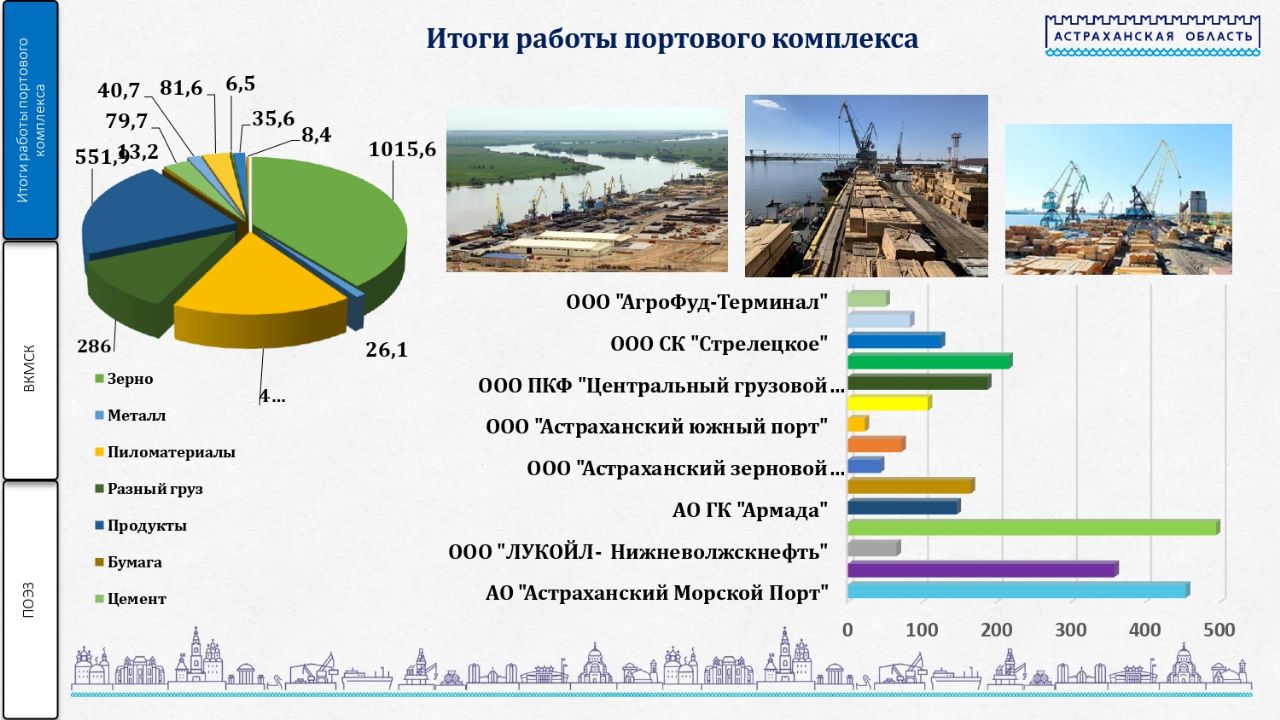 Итоги работы портового комплекса
АСТРАХАНСКАЯ ОБЛАСТЬ
Итоги работы портового
комплекса
ВКМСК
ПОЭЗ
40,7
81,6
6,5
79,7
35,6
8,4
551,9
13,2
1015,6
286
26,1
4...
Зерно
Металл
Пиломатериалы
Разный груз
Продукты
Бумага
Цемент
ООО "АгроФуд-Терминал"
ООО СК "Стрелецкое"
ООО ПКФ "Центральный грузовой...
ООО "Астраханский южный порт"
ООО "Астраханский зерновой...
АО ГК "Армада"
ООО "ЛУКОЙЛ- Нижневолжскнефть"
АО "Астраханский Морской Порт"
0 100 200 300 400 500